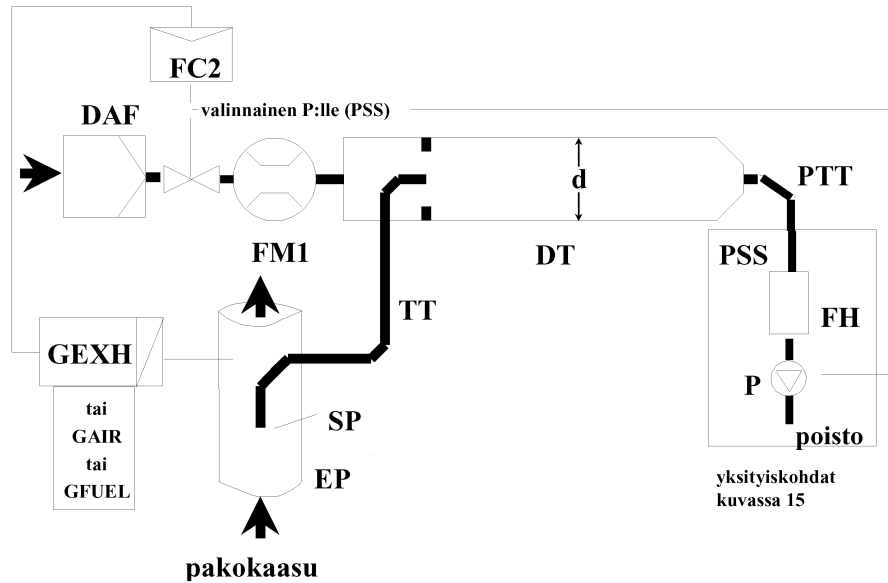 FC2
valinnainen P:lle (PSS)
DAF
d
PTT
FM1
DT
PSS
TT
FH
GEXH
P
tai
GAIR
tai
GFUEL
SP
poisto
EP
yksityiskohdat
kuvassa 15
pakokaasu